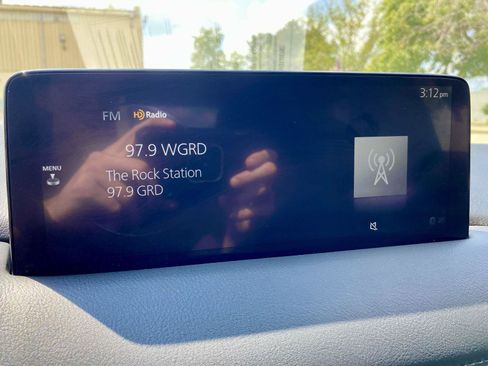 3:12 pm
FM HD Radio
97.9 WGRD
MENU
The Rock Station
97.9 GRD